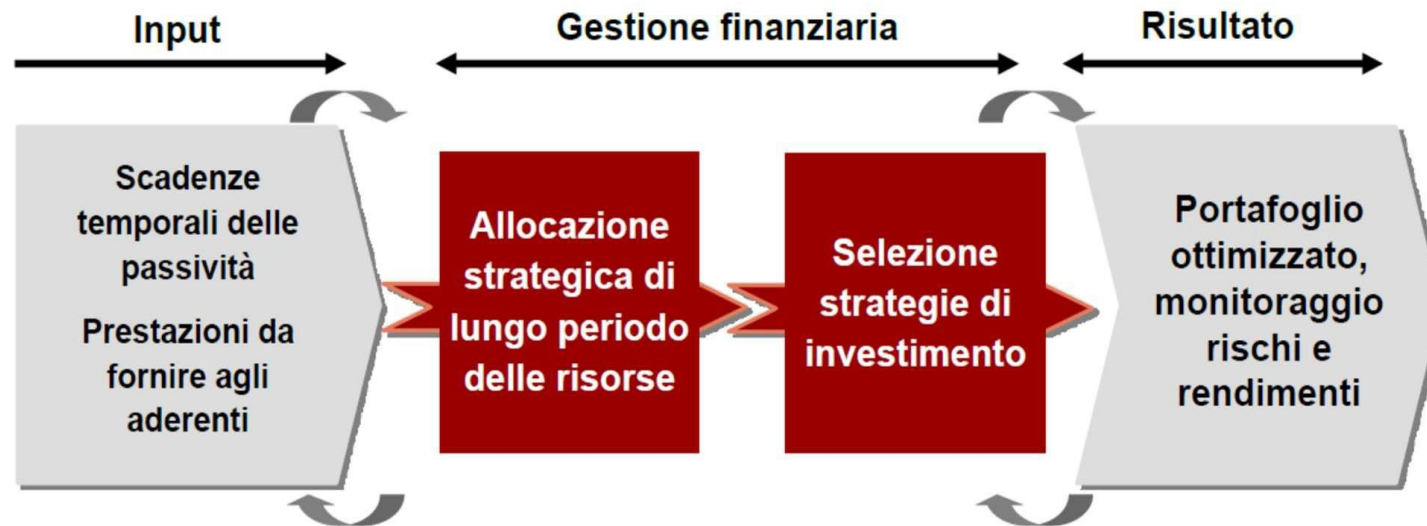 Input
Gestione finanziaria
Risultato
Scadenze
temporali delle
passività
Prestazioni da
fornire agli
aderenti
Allocazione
strategica di
lungo periodo
delle risorse
Selezione
strategie di
investimento
Portafoglio
ottimizzato,
monitoraggio
rischi e
rendimenti